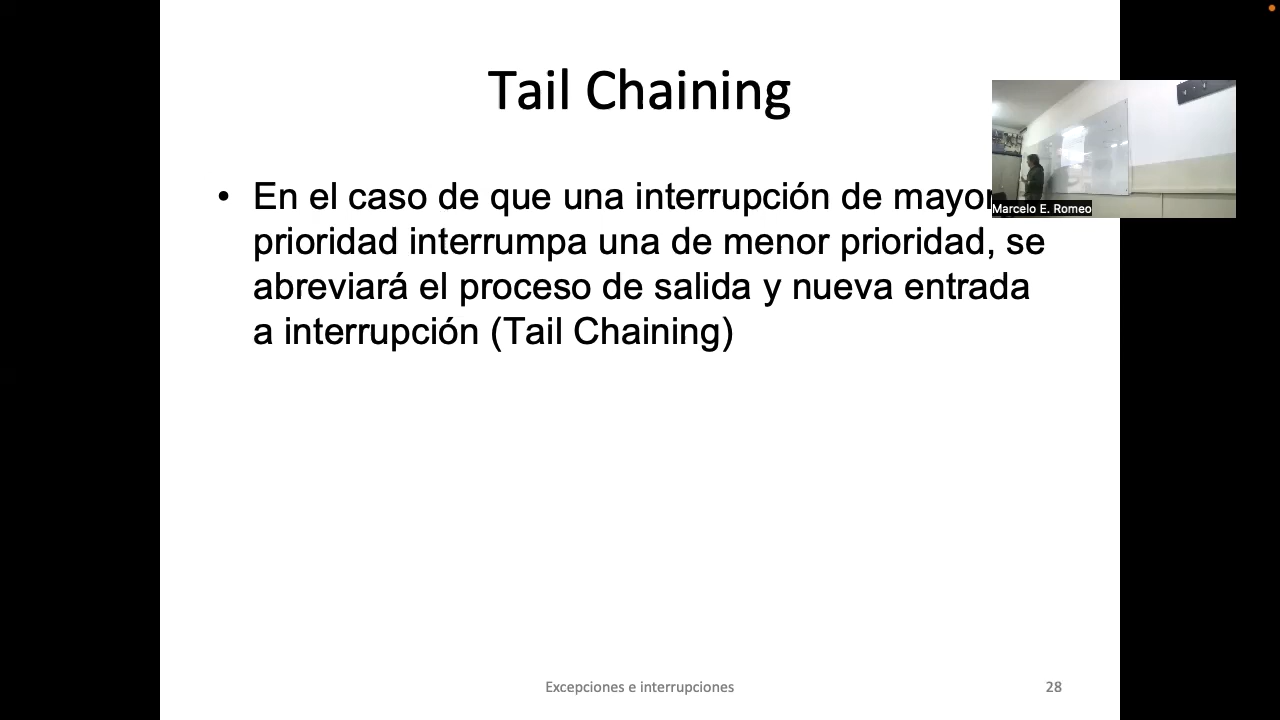 Tail Chaining
• En el caso de que una interrupción de mayor
prioridad interrumpa una de menor prioridad, se
abreviará el proceso de salida y nueva entrada
a interrupción (Tail Chaining)
Marcelo E. Romeo
Excepciones e interrupciones
28